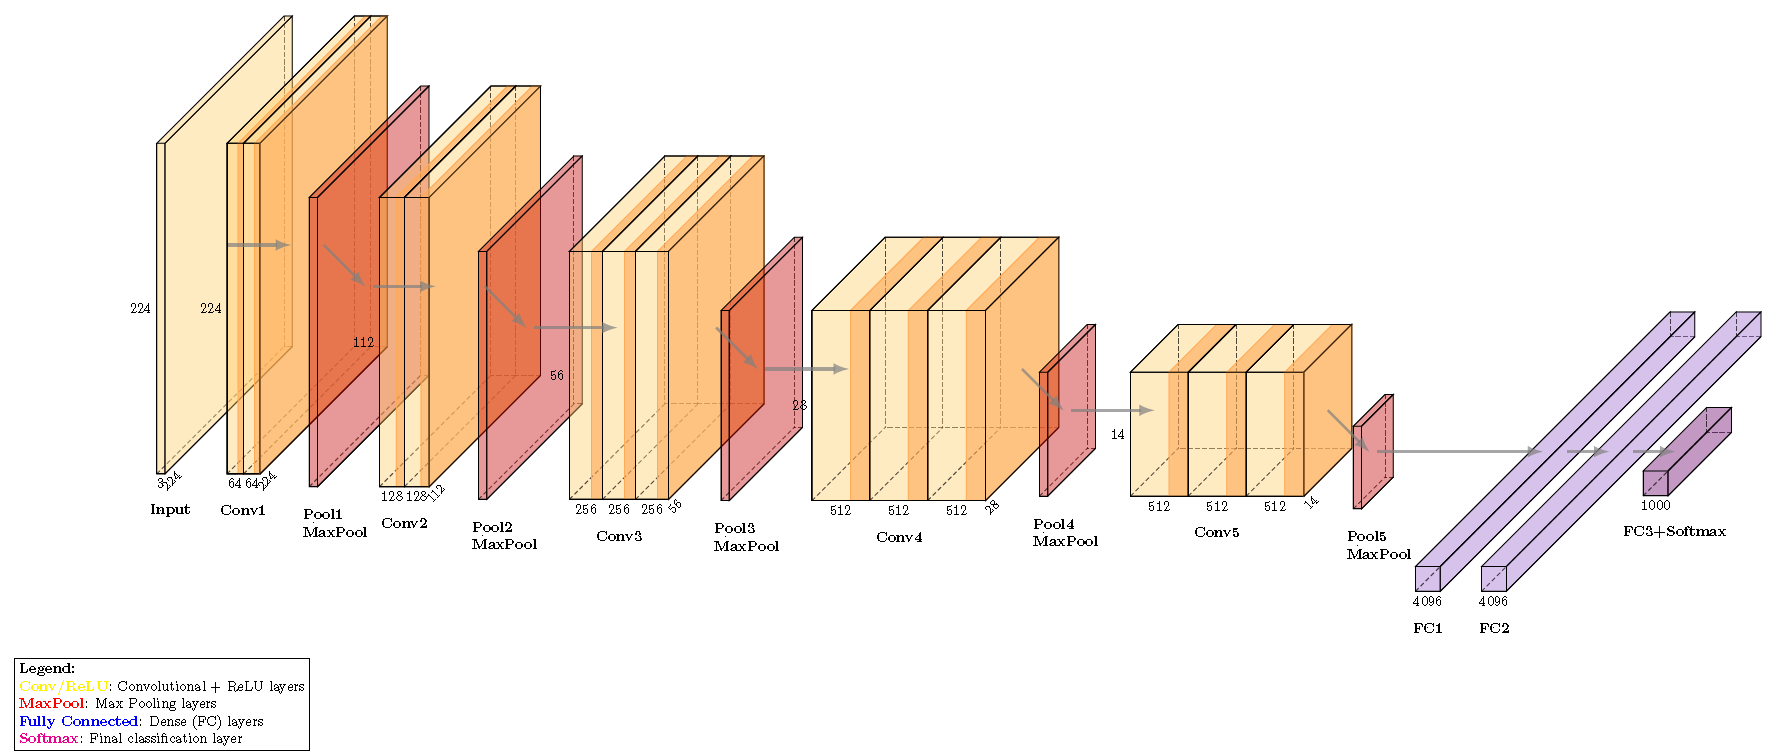 224
3
224
Input
224
64 64
224
Conv1
Pool1
MaxPool
112
128 128
112
Conv2
Pool2
MaxPool
56
256 256 256
56
Conv3
Pool3
MaxPool
28
512 512 512
28
Conv4
Pool4
MaxPool
14
512 512 512
14
Conv5
Pool5
MaxPool
4096
FC1
4096
FC2
1000
FC3+Softmax
Legend:
Conv/ReLU: Convolutional + ReLU layers
MaxPool: Max Pooling layers
Fully Connected: Dense (FC) layers
Softmax: Final classification layer